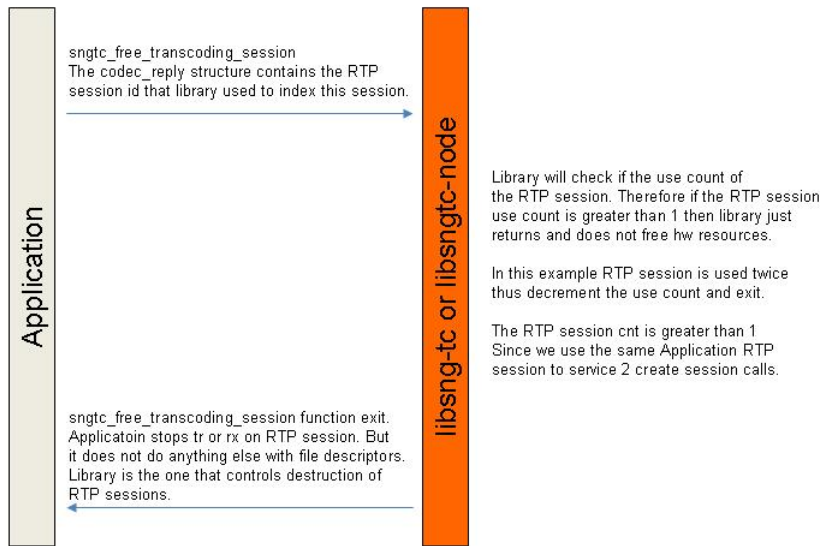 Application
sngtc_free_transcoding_session
The codec_reply structure contains the RTP
session id that library used to index this session.
libsng-tc or libsngtc-node
Library will check if the use count of
the RTP session. Therefore if the RTP session
use count is greater than 1 then library just
returns and does not free hw resources.
In this example RTP session is used twice
thus decrement the use count and exit.
The RTP session cnt is greater than 1
Since we use the same Application RTP
session to service 2 create session calls.
sngtc_free_transcoding_session function exit.
Applicatoin stops tr or rx on RTP session. But
it does not do anything else with file descriptors.
Library is the one that controls destruction of
RTP sessions.